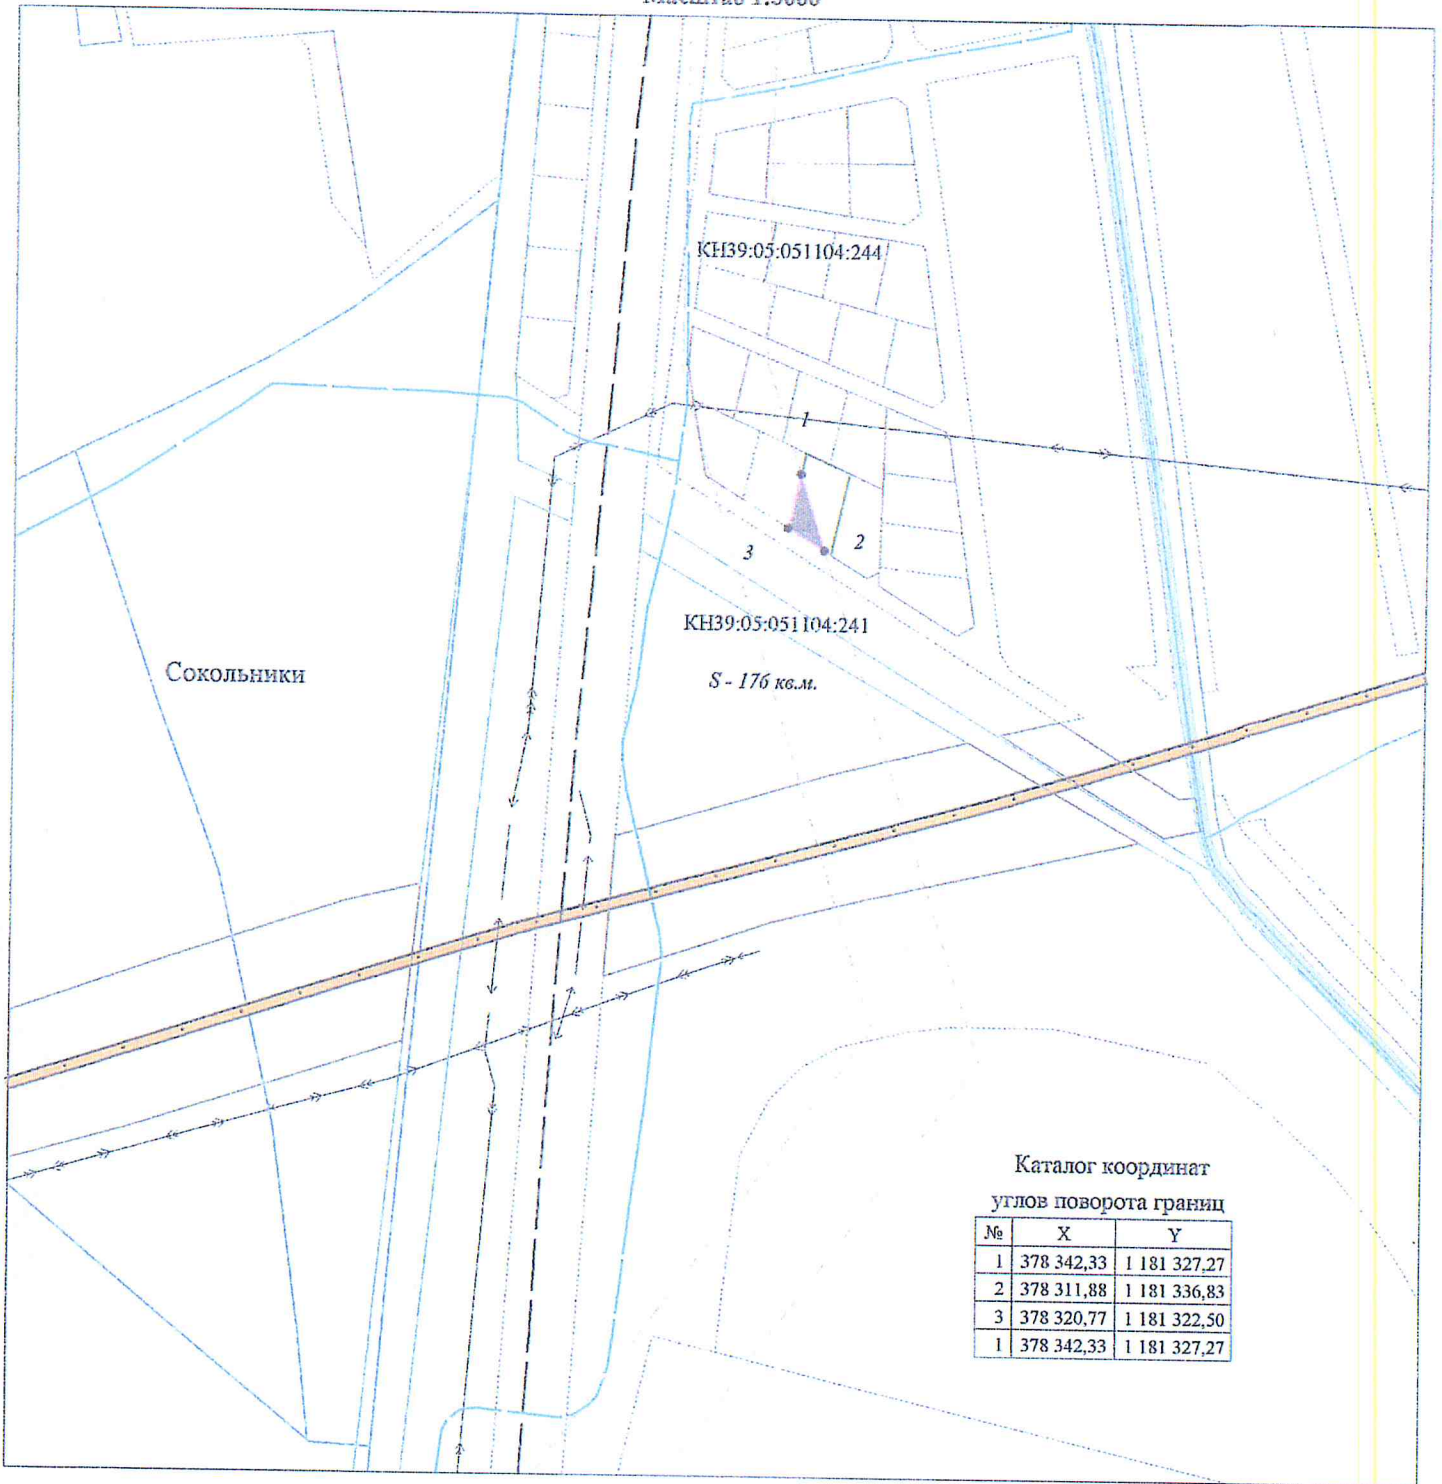 КН39:05:051104:244
1
2
3
КН39:05:051104:241
S - 176 кв.м.
Сокольники
Каталог координат
углов поворота границ
№ X Y
1 378 342,33 1 181 327,27
2 378 311,88 1 181 336,83
3 378 320,77 1 181 322,50
1 378 342,33 1 181 327,27